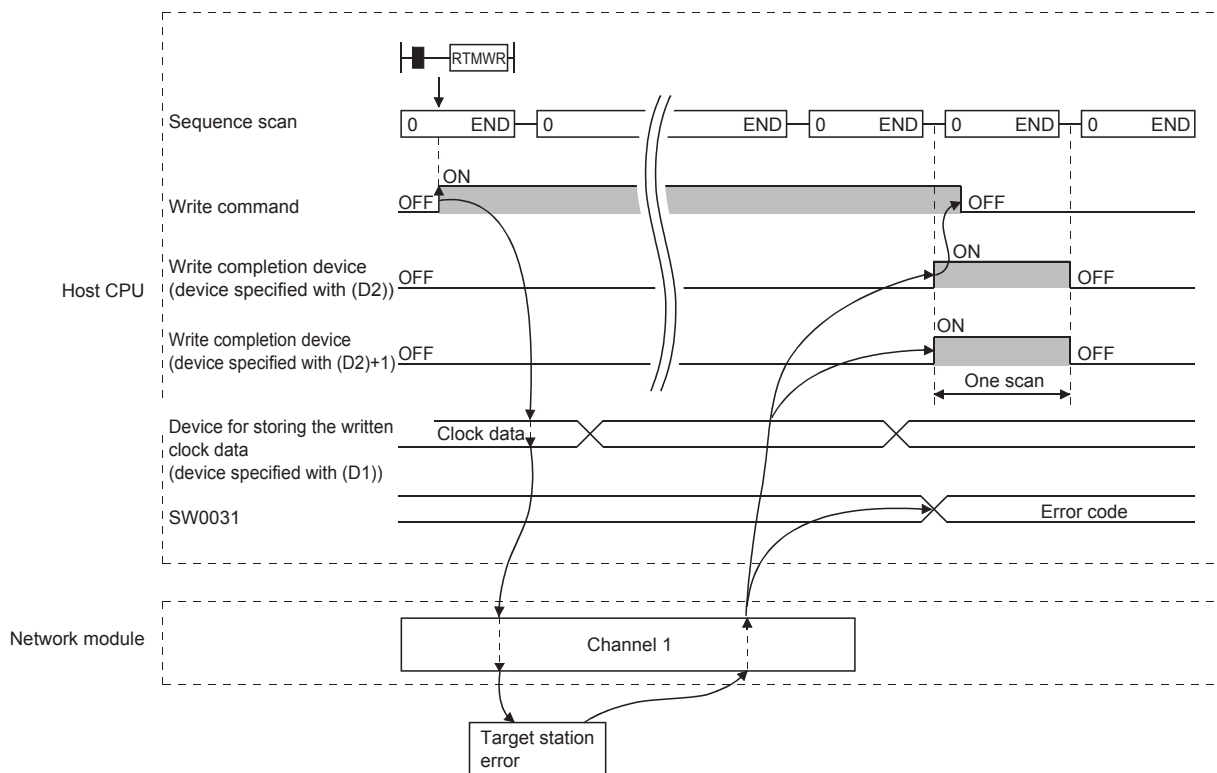 RTMWR
Sequence scan
0 END 0 END 0 END 0 END 0 END
ON
Write command
OFF
OFF
Host CPU
Write completion device
(device specified with (D2))
OFF
ON
OFF
Write completion device
(device specified with (D2)+1)
OFF
ON
OFF
One scan
Device for storing the written
clock data
(device specified with (D1))
Clock data
SW0031
Error code
Network module
Channel 1
Target station
error